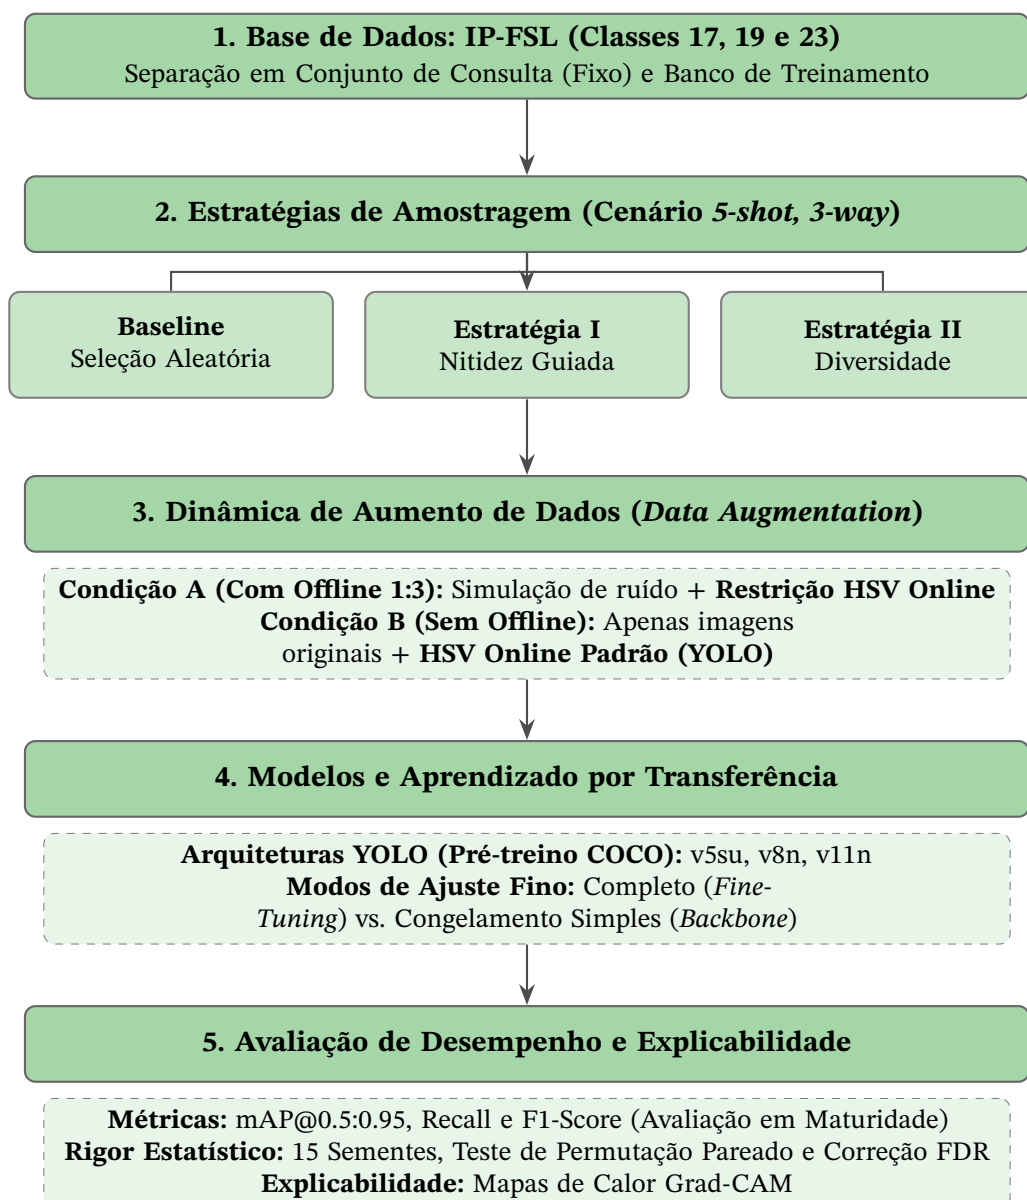 1. Base de Dados: IP-FSL (Classes 17, 19 e 23)
Separação em Conjunto de Consulta (Fixo) e Banco de Treinamento
2. Estratégias de Amostragem (Cenário 5-shot, 3-way)
Baseline
Seleção Aleatória
Estratégia I
Nitidez Guiada
Estratégia II
Diversidade
3. Dinâmica de Aumento de Dados (Data Augmentation)
Condição A (Com Offline 1:3): Simulação de ruído + Restrição HSV Online
Condição B (Sem Offline): Apenas imagens
originais + HSV Online Padrão (YOLO)
4. Modelos e Aprendizado por Transferência
Arquiteturas YOLO (Pré-treino COCO): v5su, v8n, v11n
Modos de Ajuste Fino: Completo (Fine-
Tuning) vs. Congelamento Simples (Backbone)
5. Avaliação de Desempenho e Explicabilidade
Métricas: mAP@0.5:0.95, Recall e F1-Score (Avaliação em Maturidade)
Rigor Estatístico: 15 Sementes, Teste de Permutação Pareado e Correção FDR
Explicabilidade: Mapas de Calor Grad-CAM